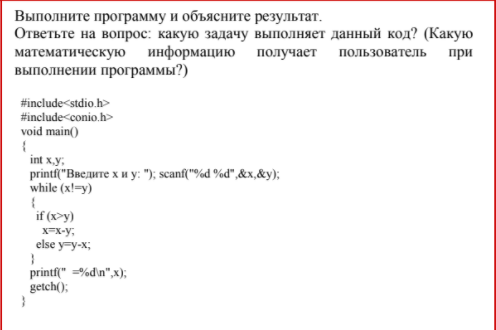 Выполните программу и объясните результат.
Ответьте на вопрос: какую задачу выполняет данный код? (Какую
математическую информацию получает пользователь при
выполнении программы?)
#include<stdio.h>
#include<conio.h>
void main()
{
int x,y;
printf("Введите x и y: "); scanf("%d %d",&x,&y);
while (x!=y)
{
if (x>y)
x=x-y;
else y=y-x;
}
printf(" =%d\n",x);
getch();
}